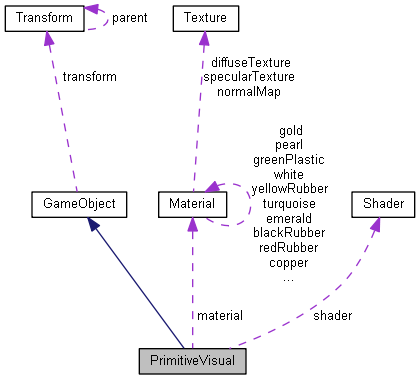 Transform
parent
Texture
transform
diffuseTexture
specularTexture
normalMap
gold
pearl
greenPlastic
white
yellowRubber
turquoise
emerald
blackRubber
redRubber
copper
...
GameObject
Material
Shader
material
shader
PrimitiveVisual